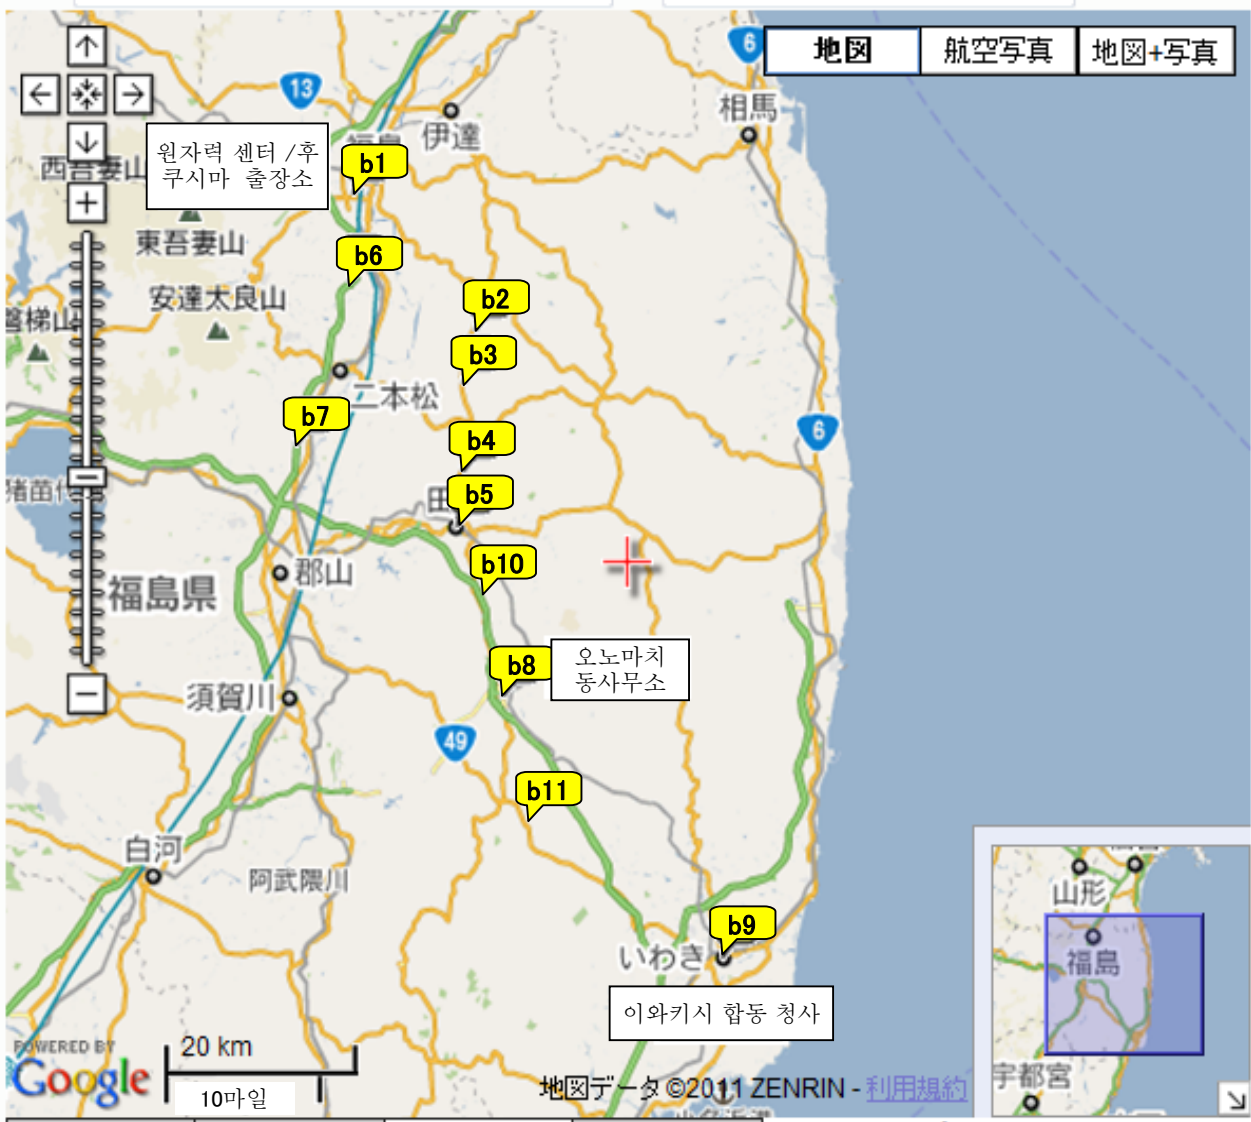 地図
航空写真
地図+写真
6
13
相馬
伊達
원자력 센터 /후
쿠시마 출장소
b1
西吾妻山
東吾妻山
b6
安達太良山
b2
磐梯山
b3
二本松
b7
6
b4
b5
猪苗代
b10
郡山
福島県
b8
오노마치
동사무소
須賀川
49
b11
白河
阿武隈川
b9
いわき
이와키시 합동 청사
山形
福島
宇都宮
POWERED BY
Google
20 km
10마일
地図データ ©2011 ZENRIN - 利用規約